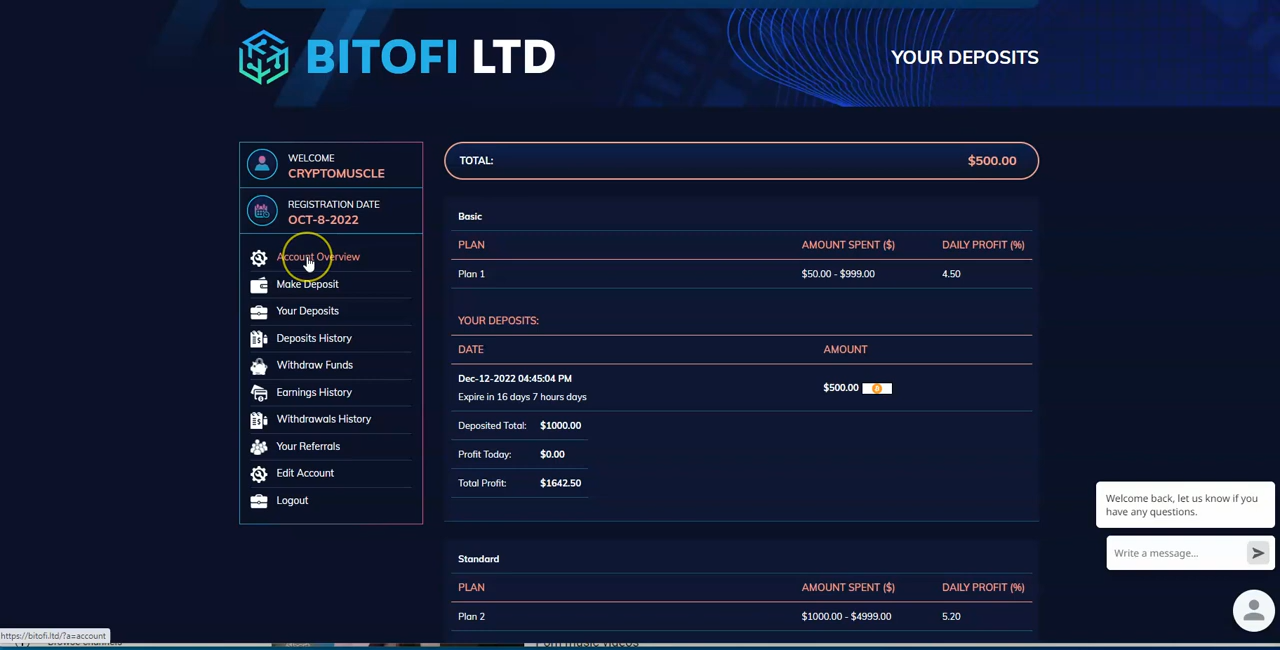 BITOFI LTD
YOUR DEPOSITS
WELCOME
CRYPTOMUSCLE
REGISTRATION DATE
OCT-8-2022
Account Overview
Make Deposit
Your Deposits
Deposits History
Withdraw Funds
Earnings History
Withdrawals History
Your Referrals
Edit Account
Logout
TOTAL: $500.00
Basic
PLAN AMOUNT SPENT ($) DAILY PROFIT (%)
Plan 1 $50.00 - $999.00 4.50
YOUR DEPOSITS:
DATE AMOUNT
Dec-12-2022 04:45:04 PM
Expire in 16 days 7 hours days
$500.00
Deposited Total: $1000.00
Profit Today: $0.00
Total Profit: $1642.50
Standard
PLAN AMOUNT SPENT ($) DAILY PROFIT (%)
Plan 2 $1000.00 - $4999.00 5.20
Welcome back, let us know if you
have any questions.
Write a message...
https://bitofi.ltd/?a=account